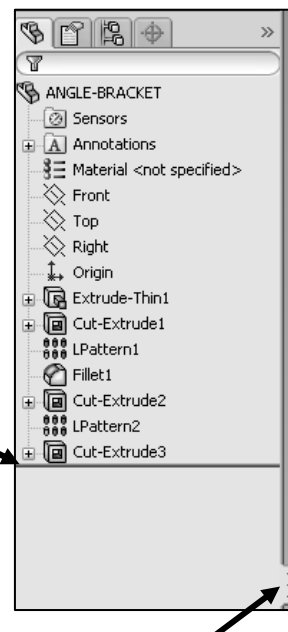 »
ANGLE-BRACKET
Sensors
A Annotations
Material <not specified>
Front
Top
Right
Origin
Extrude-Thin1
Cut-Extrude1
LPattern1
Fillet1
Cut-Extrude2
LPattern2
Cut-Extrude3